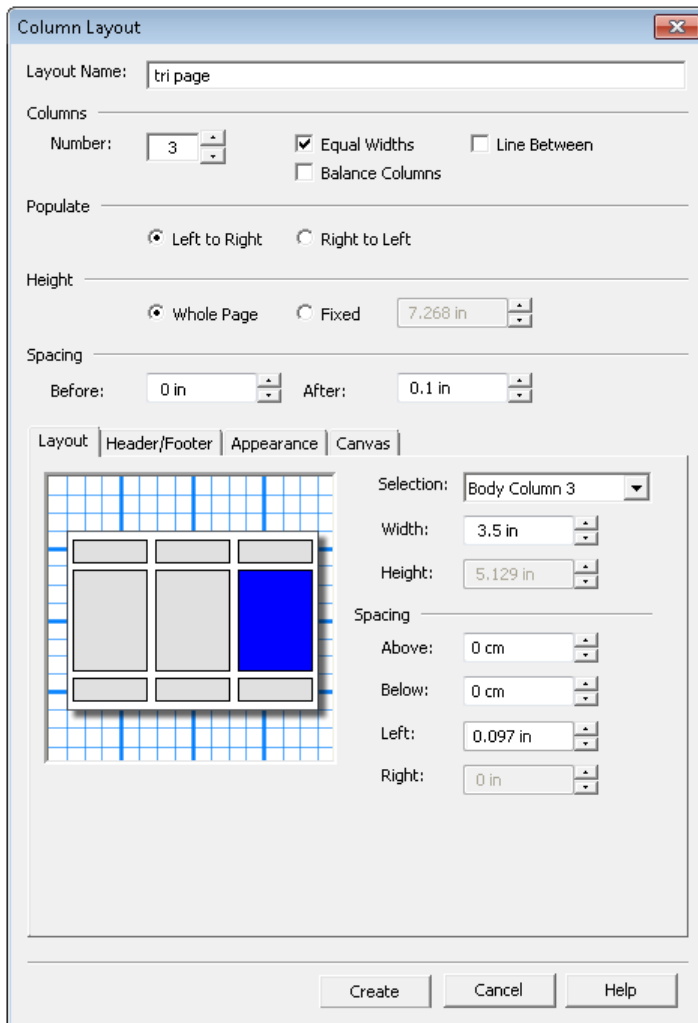 Column Layout
Layout Name: tri page
Columns
Number: 3 Equal Widths Line Between
Balance Columns
Populate
Left to Right Right to Left
Height
Whole Page Fixed 7.268 in
Spacing
Before: 0 in After: 0.1 in
Layout Header/Footer Appearance Canvas
Selection: Body Column 3
Width: 3.5 in
Height: 5.129 in
Spacing
Above: 0 cm
Below: 0 cm
Left: 0.097 in
Right: 0 in
Create Cancel Help